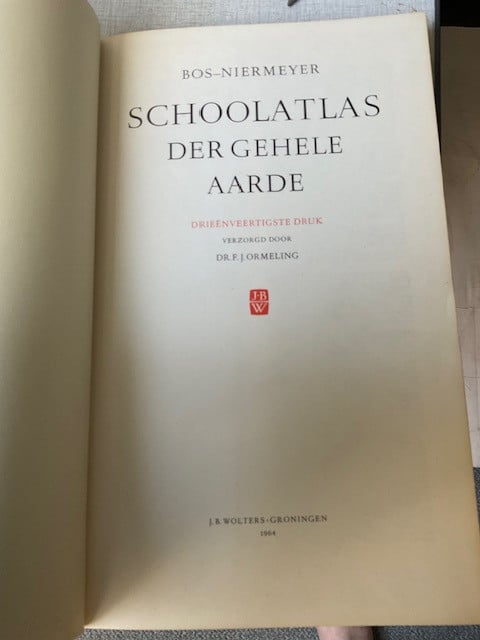 BOS–NIERMEYER
SCHOOLATLAS
DER GEHELE
AARDE
DRIEËNVEERTIGSTE DRUK
VERZORGD DOOR
DR. F. J. ORMELING
J·B
W
J. B. WOLTERS · GRONINGEN
1964